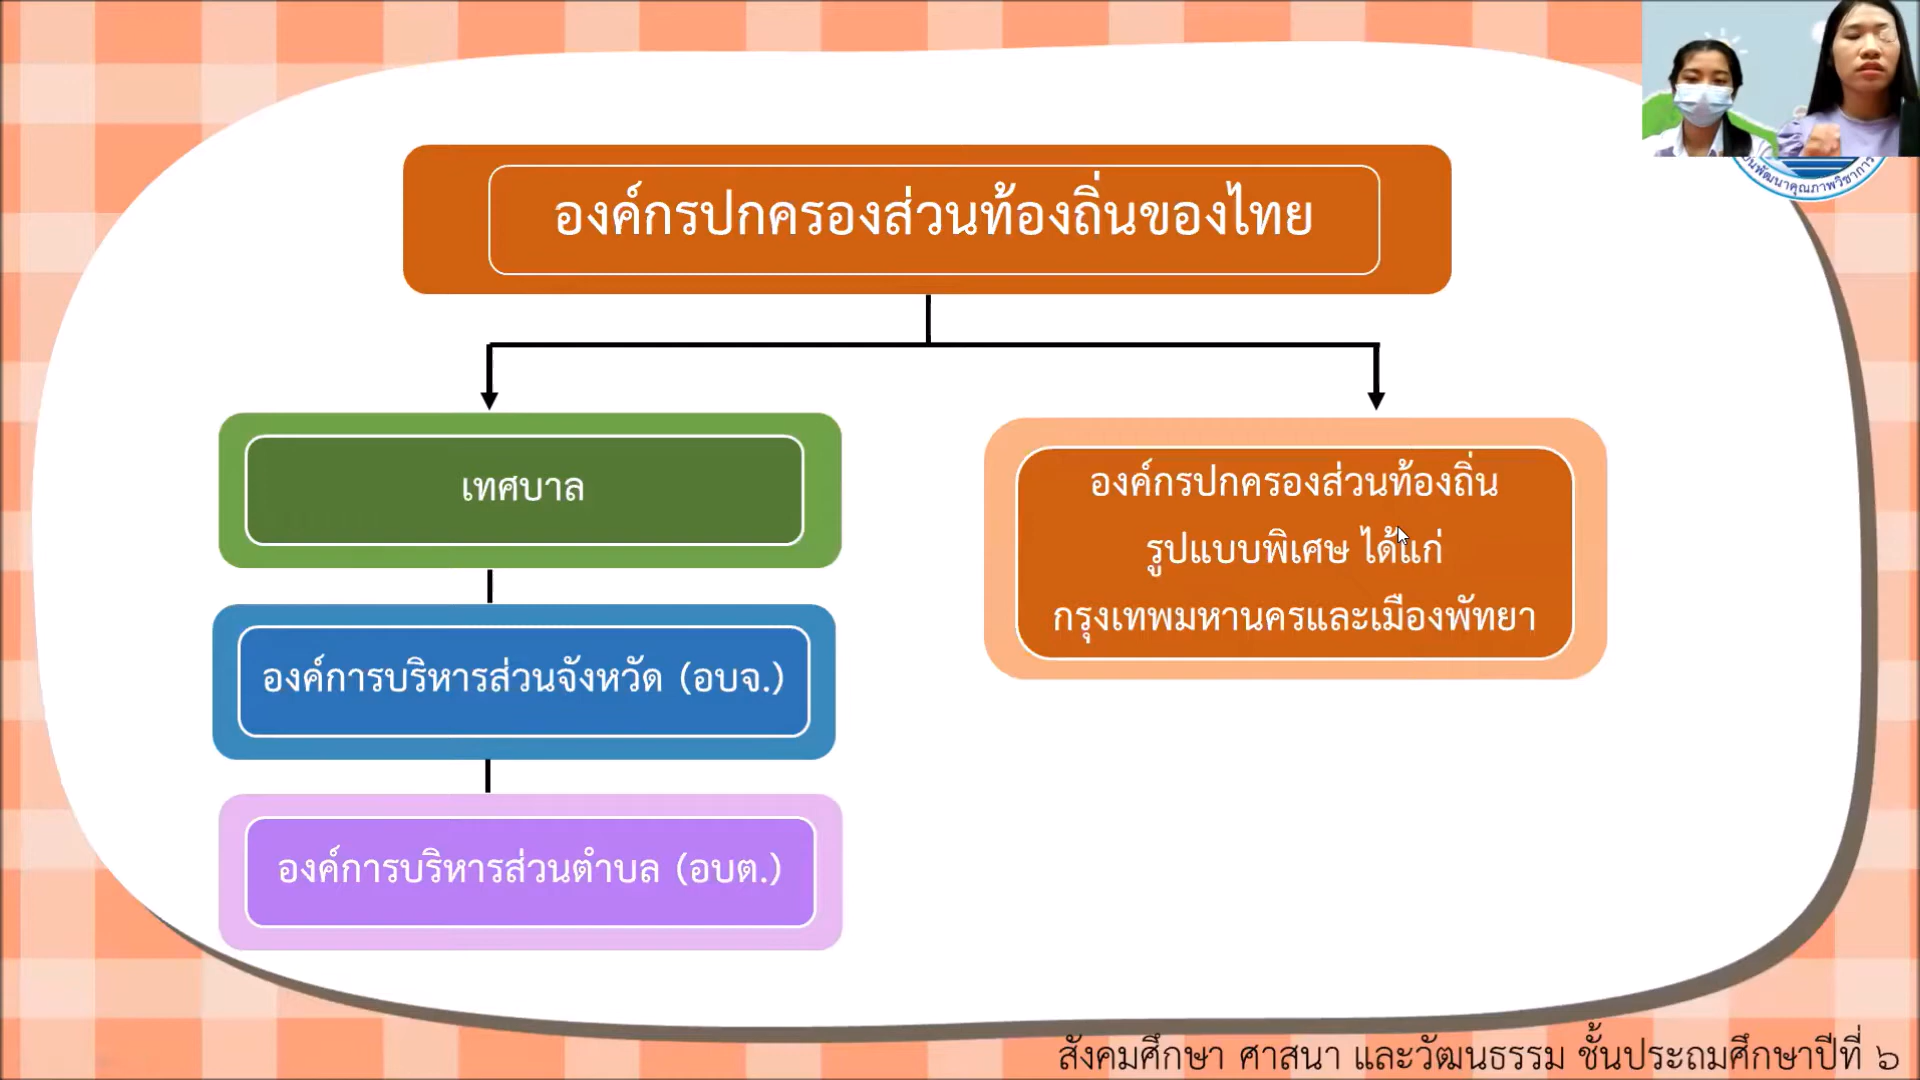 องค์กรปกครองส่วนท้องถิ่นของไทย
เทศบาล
องค์การบริหารส่วนจังหวัด (อบจ.)
องค์การบริหารส่วนตำบล (อบต.)
องค์กรปกครองส่วนท้องถิ่น
รูปแบบพิเศษ ได้แก่
กรุงเทพมหานครและเมืองพัทยา
สังคมศึกษา ศาสนา และวัฒนธรรม ชั้นประถมศึกษาปีที่ ๖